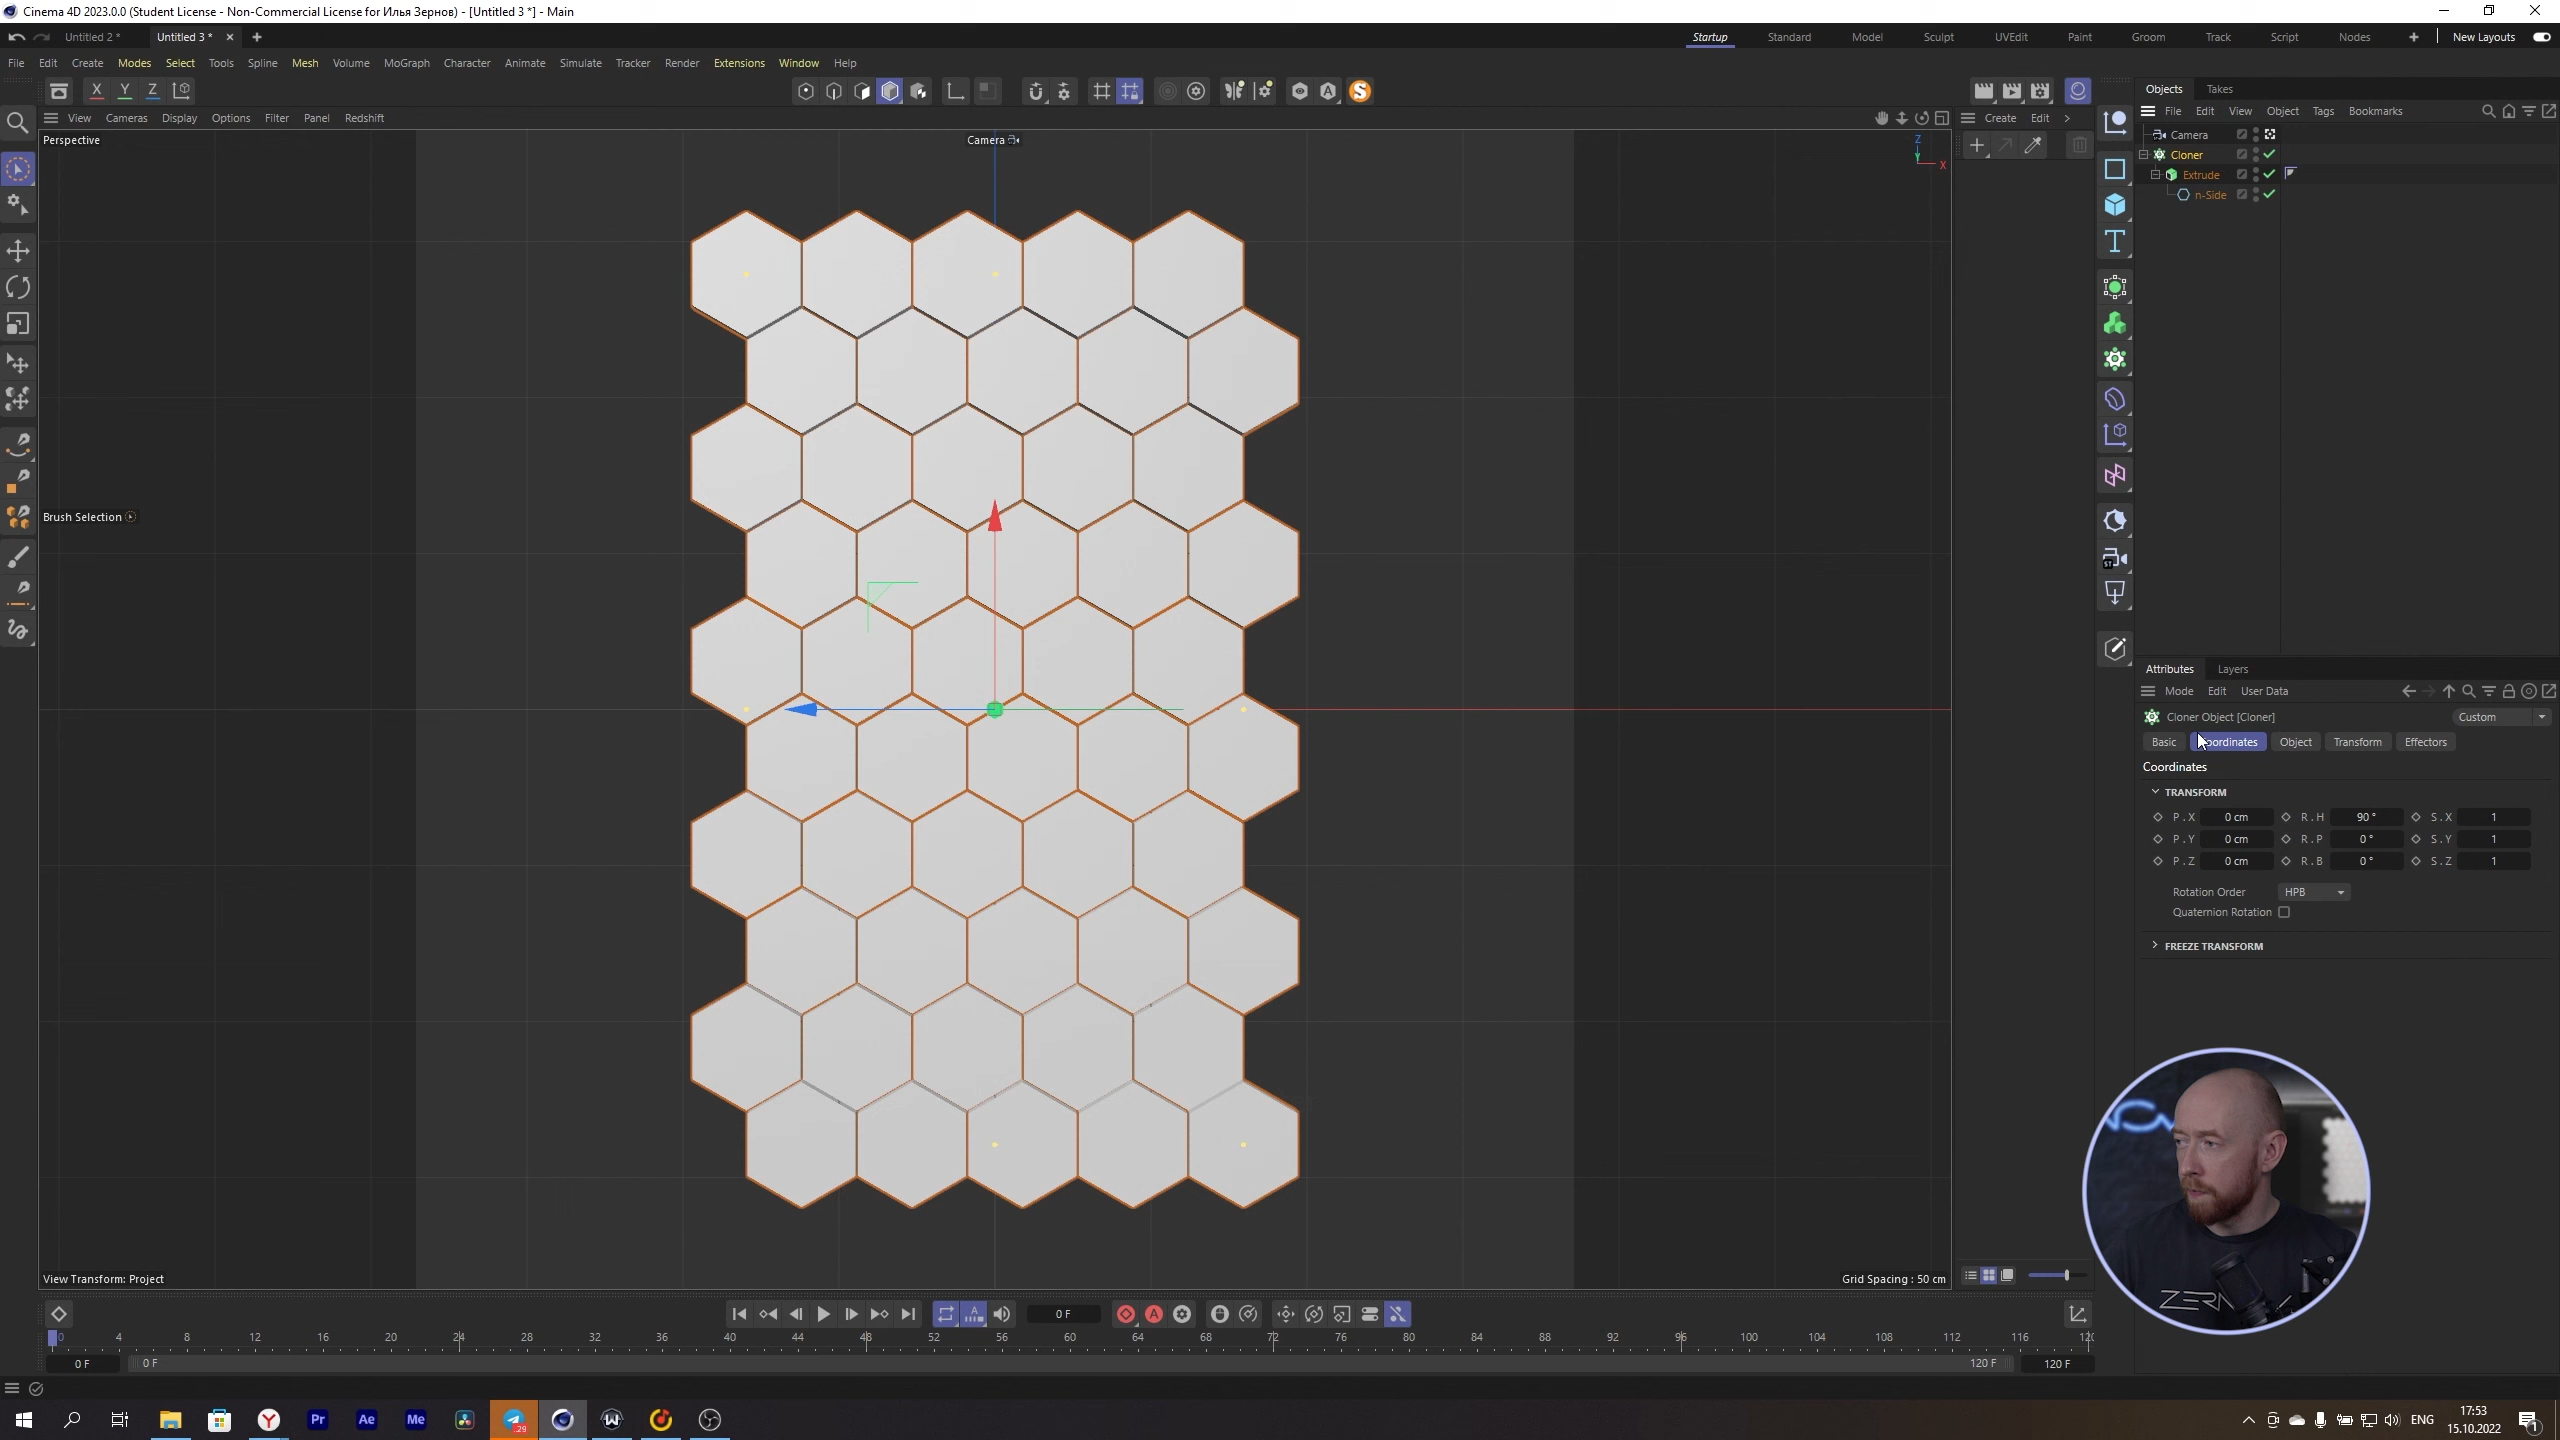 Cinema 4D 2023.0.0 (Student License - Non-Commercial License for Илья Зернов) - [Untitled 3 *] - Main
Untitled 2 *
Untitled 3 *
Startup
Standard
Model
Sculpt
UVEdit
Paint
Groom
Track
Script
Nodes
New Layouts
File Edit Create Modes Select Tools Spline Mesh Volume MoGraph Character Animate Simulate Tracker Render Extensions Window Help
X Y Z
View Cameras Display Options Filter Panel Redshift
Create Edit
Perspective
Camera
Z
X
Brush Selection
View Transform: Project
Grid Spacing : 50 cm
Objects Takes
File Edit View Object Tags Bookmarks
Camera
Cloner
Extrude
n-Side
Attributes Layers
Mode Edit User Data
Cloner Object [Cloner]
Custom
Basic Coordinates Object Transform Effectors
Coordinates
TRANSFORM
P . X 0 cm R . H 90 ° S . X 1
P . Y 0 cm R . P 0 ° S . Y 1
P . Z 0 cm R . B 0 ° S . Z 1
Rotation Order HPB
Quaternion Rotation
FREEZE TRANSFORM
0 F
0 4 8 12 16 20 24 28 32 36 40 44 48 52 56 60 64 68 72 76 80 84 88 92 96 100 104 108 112 116 120
0 F 0 F 120 F 120 F
Pr Ae Me
29
ENG
17:53
15.10.2022
1